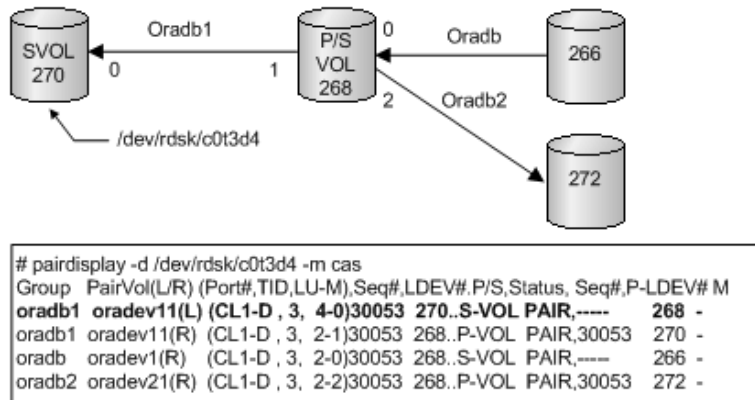 Oradb1
Oradb
SVOL
270
P/S
VOL
268
266
0
1
0
2
Oradb2
/dev/rdsk/c0t3d4
272
# pairdisplay -d /dev/rdsk/c0t3d4 -m cas
Group PairVol(L/R) (Port#,TID,LU-M),Seq#,LDEV#.P/S,Status, Seq#,P-LDEV# M
oradb1 oradev11(L) (CL1-D , 3, 4-0)30053 270..S-VOL PAIR,----- 268 -
oradb1 oradev11(R) (CL1-D , 3, 2-1)30053 268..P-VOL PAIR,30053 270 -
oradb oradev1(R) (CL1-D , 3, 2-0)30053 268..S-VOL PAIR,----- 266 -
oradb2 oradev21(R) (CL1-D , 3, 2-2)30053 268..P-VOL PAIR,30053 272 -